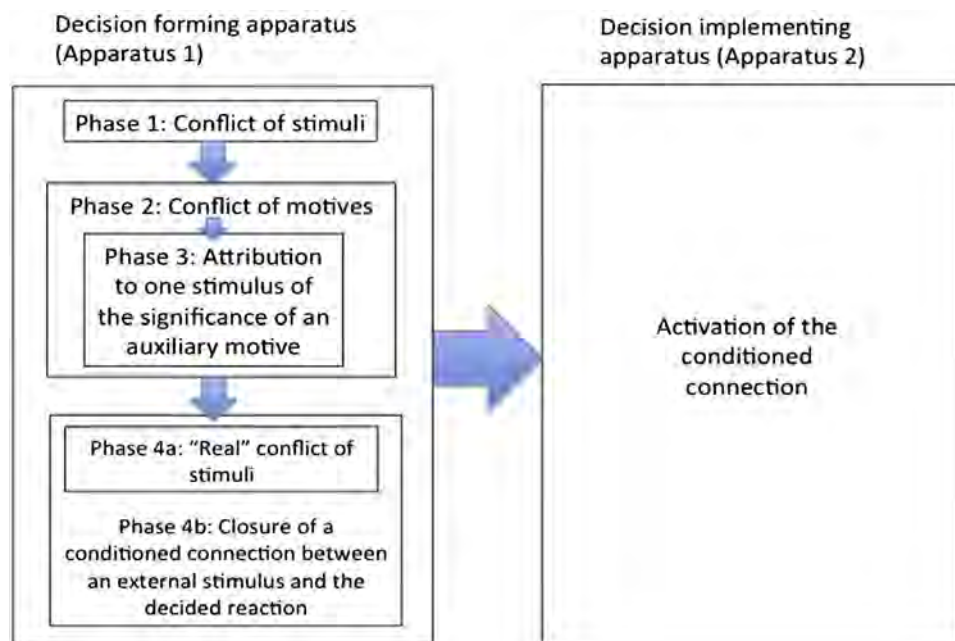 Decision forming apparatus
(Apparatus 1)
Phase 1: Conflict of stimuli
Phase 2: Conflict of motives
Phase 3: Attribution
to one stimulus of
the significance of an
auxiliary motive
Phase 4a: “Real” conflict of
stimuli
Phase 4b: Closure of a
conditioned connection between
an external stimulus and the
decided reaction
Decision implementing
apparatus (Apparatus 2)
Activation of the
conditioned
connection